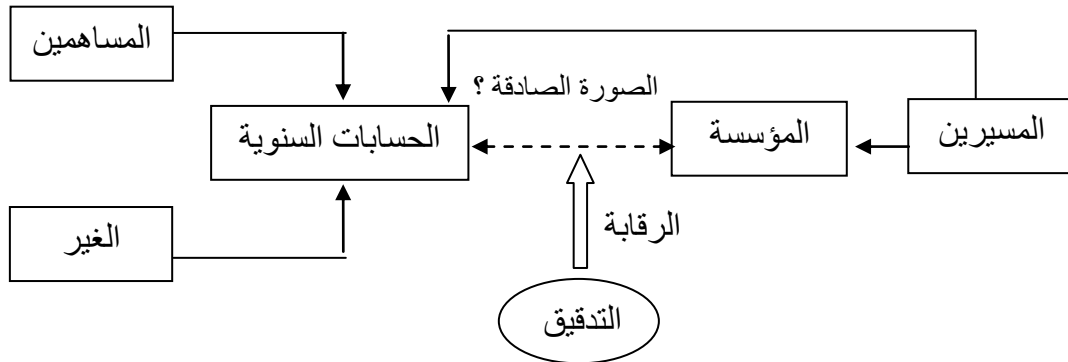 المساهمين
الصورة الصادقة ؟
المسيرين
المؤسسة
الحسابات السنوية
الغير
الرقابة
التدقيق